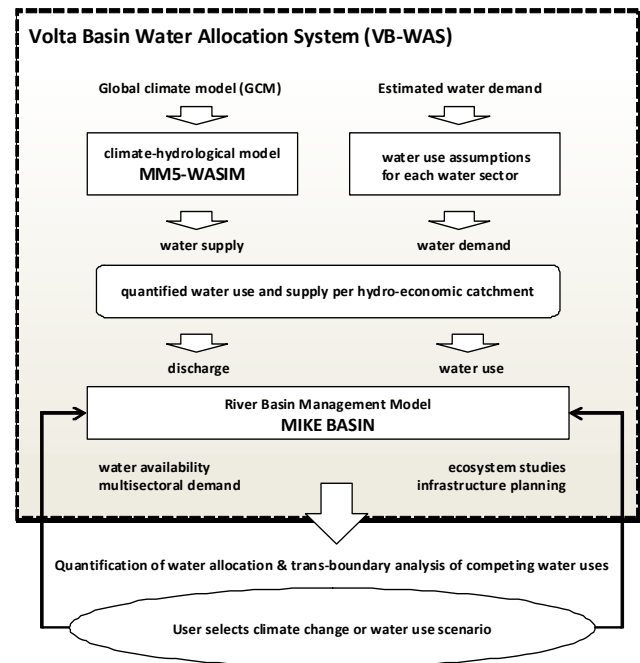 Volta Basin Water Allocation System (VB-WAS)
Global climate model (GCM)
Estimated water demand
climate-hydrological model
MM5-WASIM
water use assumptions
for each water sector
water supply
water demand
quantified water use and supply per hydro-economic catchment
discharge
water use
River Basin Management Model
MIKE BASIN
water availability
multisectoral demand
ecosystem studies
infrastructure planning
Quantification of water allocation & trans-boundary analysis of competing water uses
User selects climate change or water use scenario